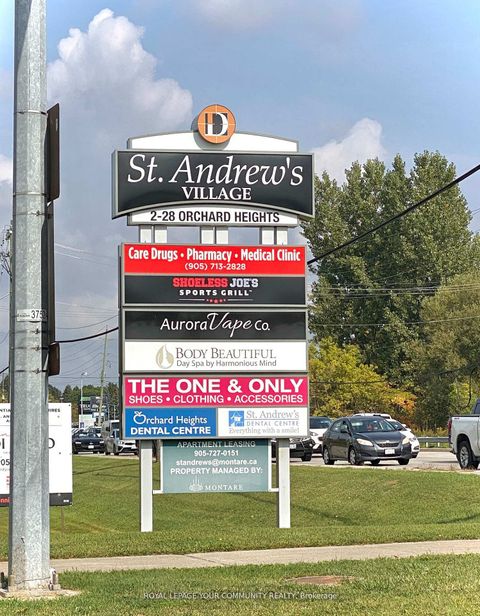 D
St. Andrew's
VILLAGE
2-28 ORCHARD HEIGHTS
Care Drugs • Pharmacy • Medical Clinic
(905) 713-2828
SHOELESS JOE'S
SPORTS GRILL
Aurora Vape Co.
BODY BEAUTIFUL
Day Spa by Harmonious Mind
THE ONE & ONLY
SHOES • CLOTHING • ACCESSORIES
Orchard Heights
DENTAL CENTRE
St. Andrew's
DENTAL CENTRE
Everything with a smile!
APARTMENT LEASING
905-727-0151
standrews@montare.ca
PROPERTY MANAGED BY:
MONTARE
375
ROYAL LEPAGE YOUR COMMUNITY REALTY, Brokerage